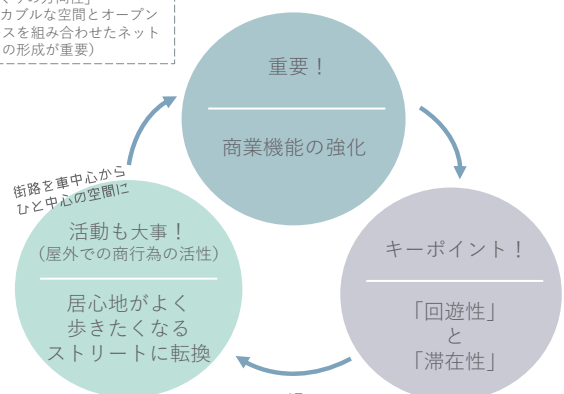 カブルな空間とオープン
スを組み合わせたネット
の形成が重要）
重要！
商業機能の強化
街路を車中心から
ひと中心の空間に
活動も大事！
（屋外での商行為の活性）
居心地がよく
歩きたくなる
ストリートに転換
キーポイント！
「回遊性」
と
「滞在性」